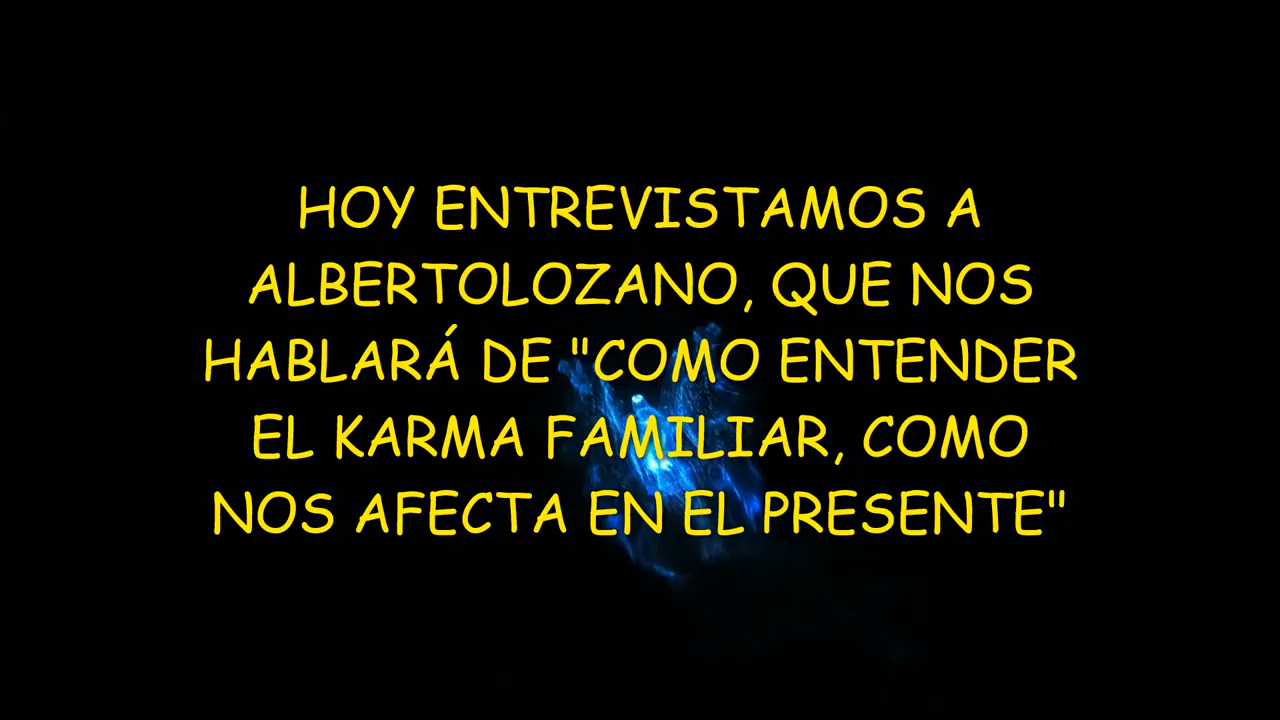 HOY ENTREVISTAMOS A
ALBERTOLOZANO, QUE NOS
HABLARÁ DE "COMO ENTENDER
EL KARMA FAMILIAR, COMO
NOS AFECTA EN EL PRESENTE"